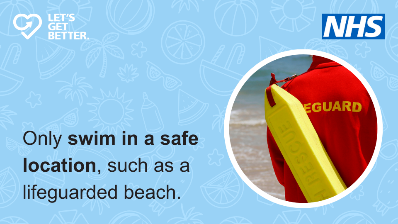 LET'S
GET
BETTER.
NHS
EGUARD
Only swim in a safe
location, such as a
lifeguarded beach.